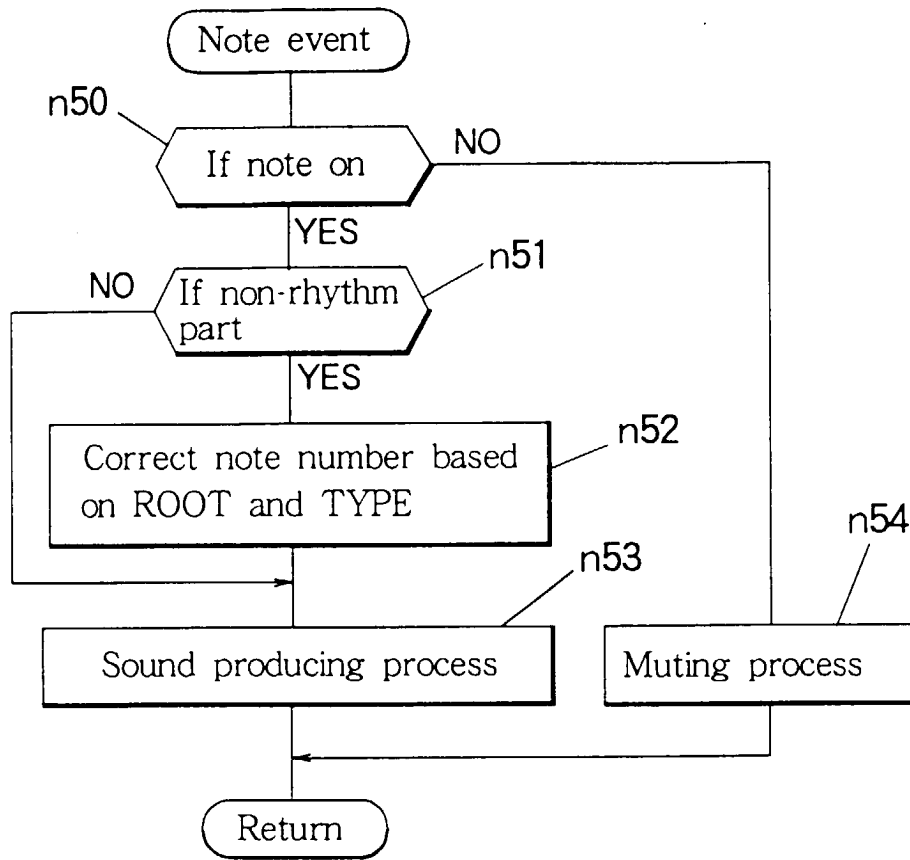 Note event
n50
If note on
NO
YES
n51
NO
If non-rhythm
part
YES
n52
Correct note number based
on ROOT and TYPE
n54
n53
Sound producing process
Muting process
Return